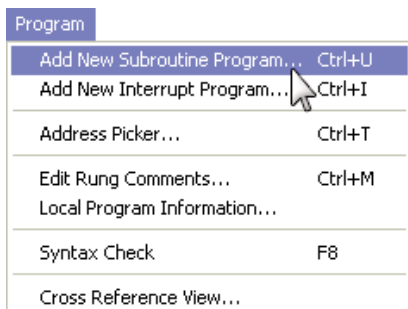 Program
Add New Subroutine Program... Ctrl+U
Add New Interrupt Program... Ctrl+I
Address Picker... Ctrl+T
Edit Rung Comments... Ctrl+M
Local Program Information...
Syntax Check F8
Cross Reference View...